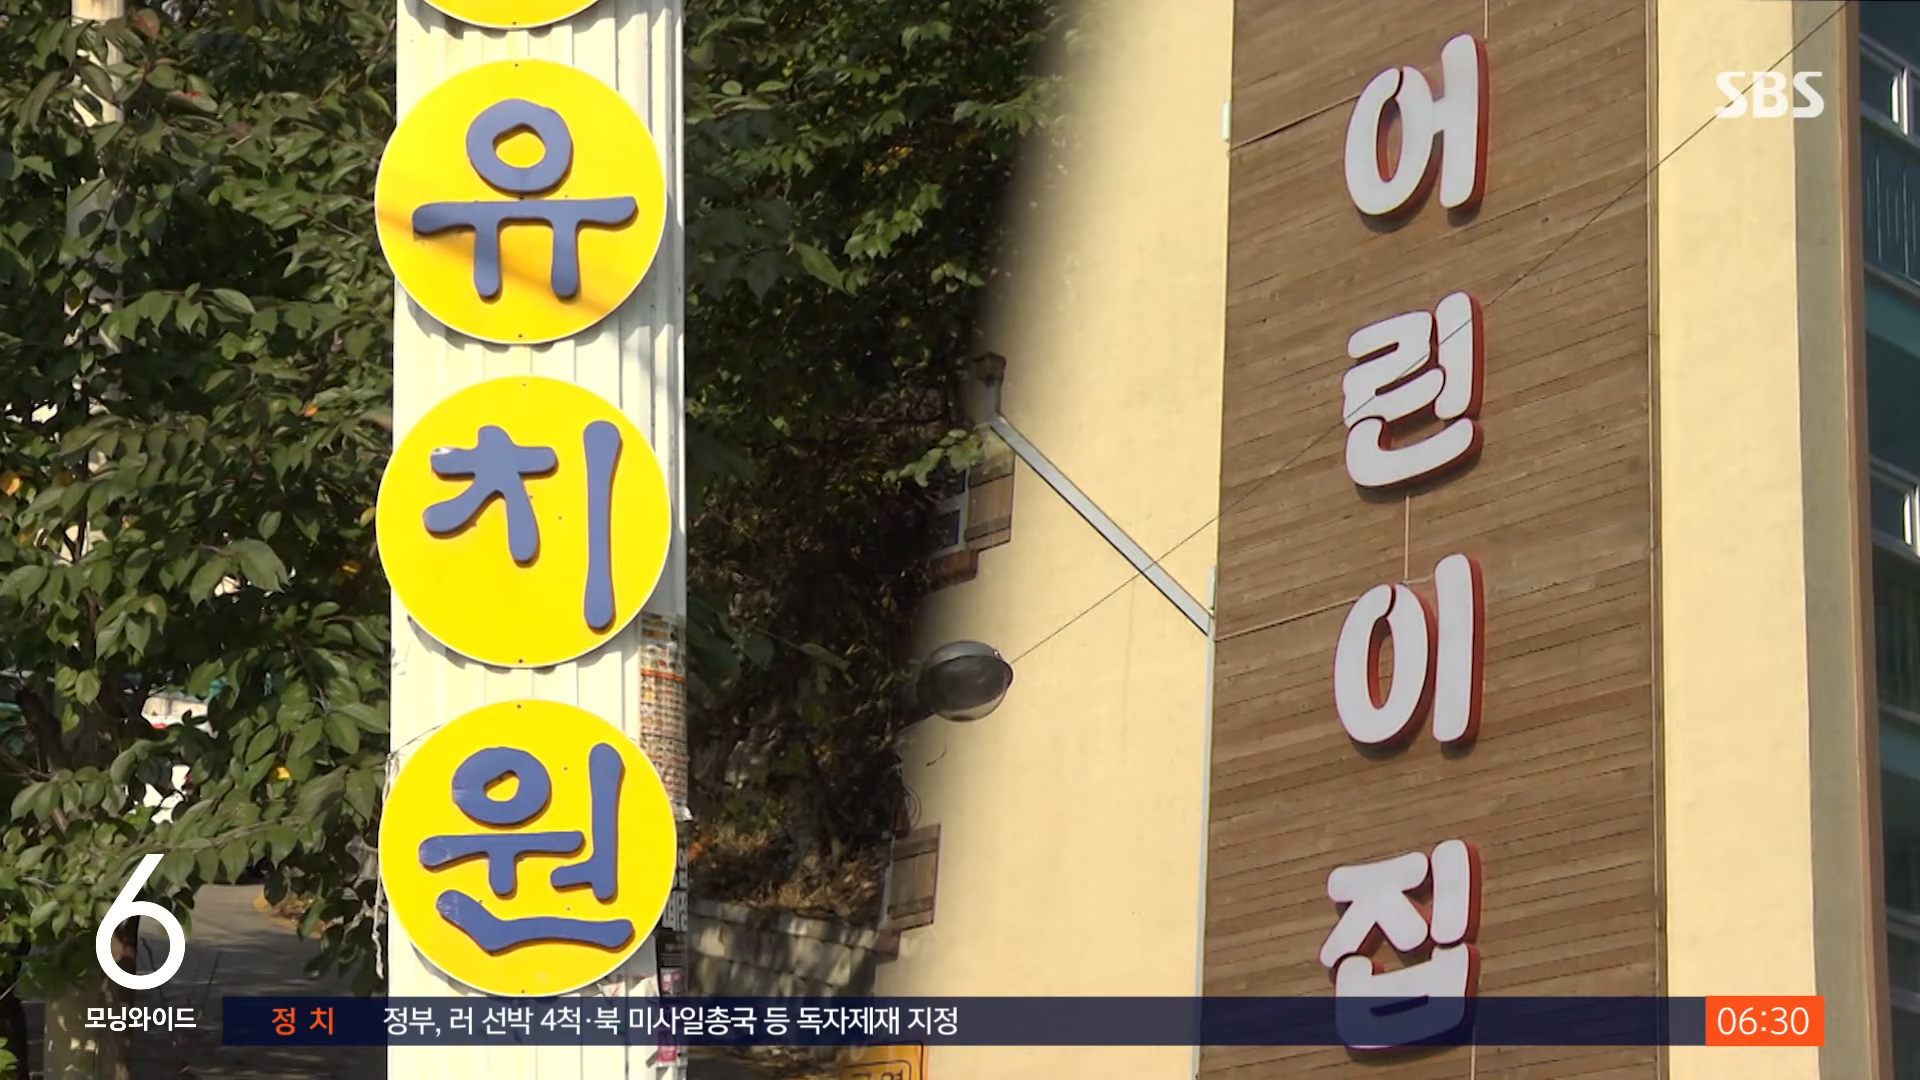 유
치
원
어
린
이
집
SBS
6
모닝와이드
정 치
정부, 러 선박 4척·북 미사일총국 등 독자제재 지정
06:30